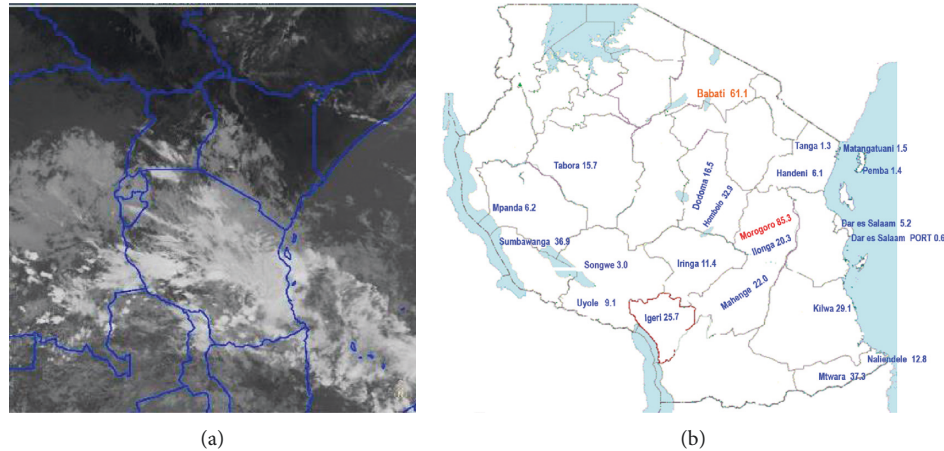 Babati 61.1
Tanga 1.3
Matangatuani 1.5
Pemba 1.4
Handeni 6.1
Tabora 15.7
Dodoma 16.5
Hombolo 32.9
Mpanda 6.2
Morogoro 85.3
Dar es Salaam 5.2
Dar es Salaam PORT 0.6
Sumbawanga 36.9
Ilonga 20.3
Songwe 3.0
Iringa 11.4
Mahenge 22.0
Uyole 9.1
Igeri 25.7
Kilwa 29.1
Naliendele 12.8
Mtwara 37.3
(a)
(b)